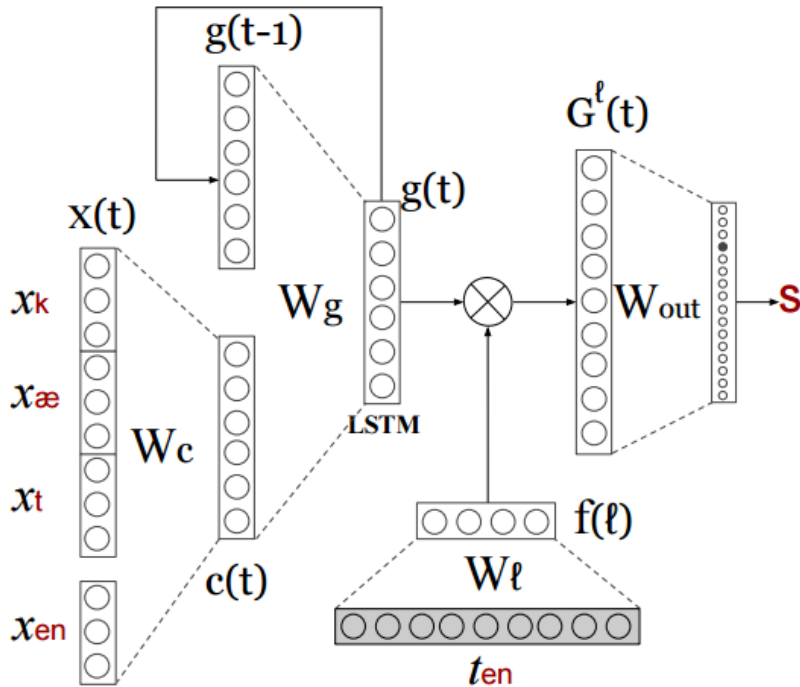 g(t-1)
G^ℓ(t)
g(t)
x(t)
x_k
W_g
W_out
S
x_æ
LSTM
W_c
x_t
f(ℓ)
c(t)
W_ℓ
x_en
t_en